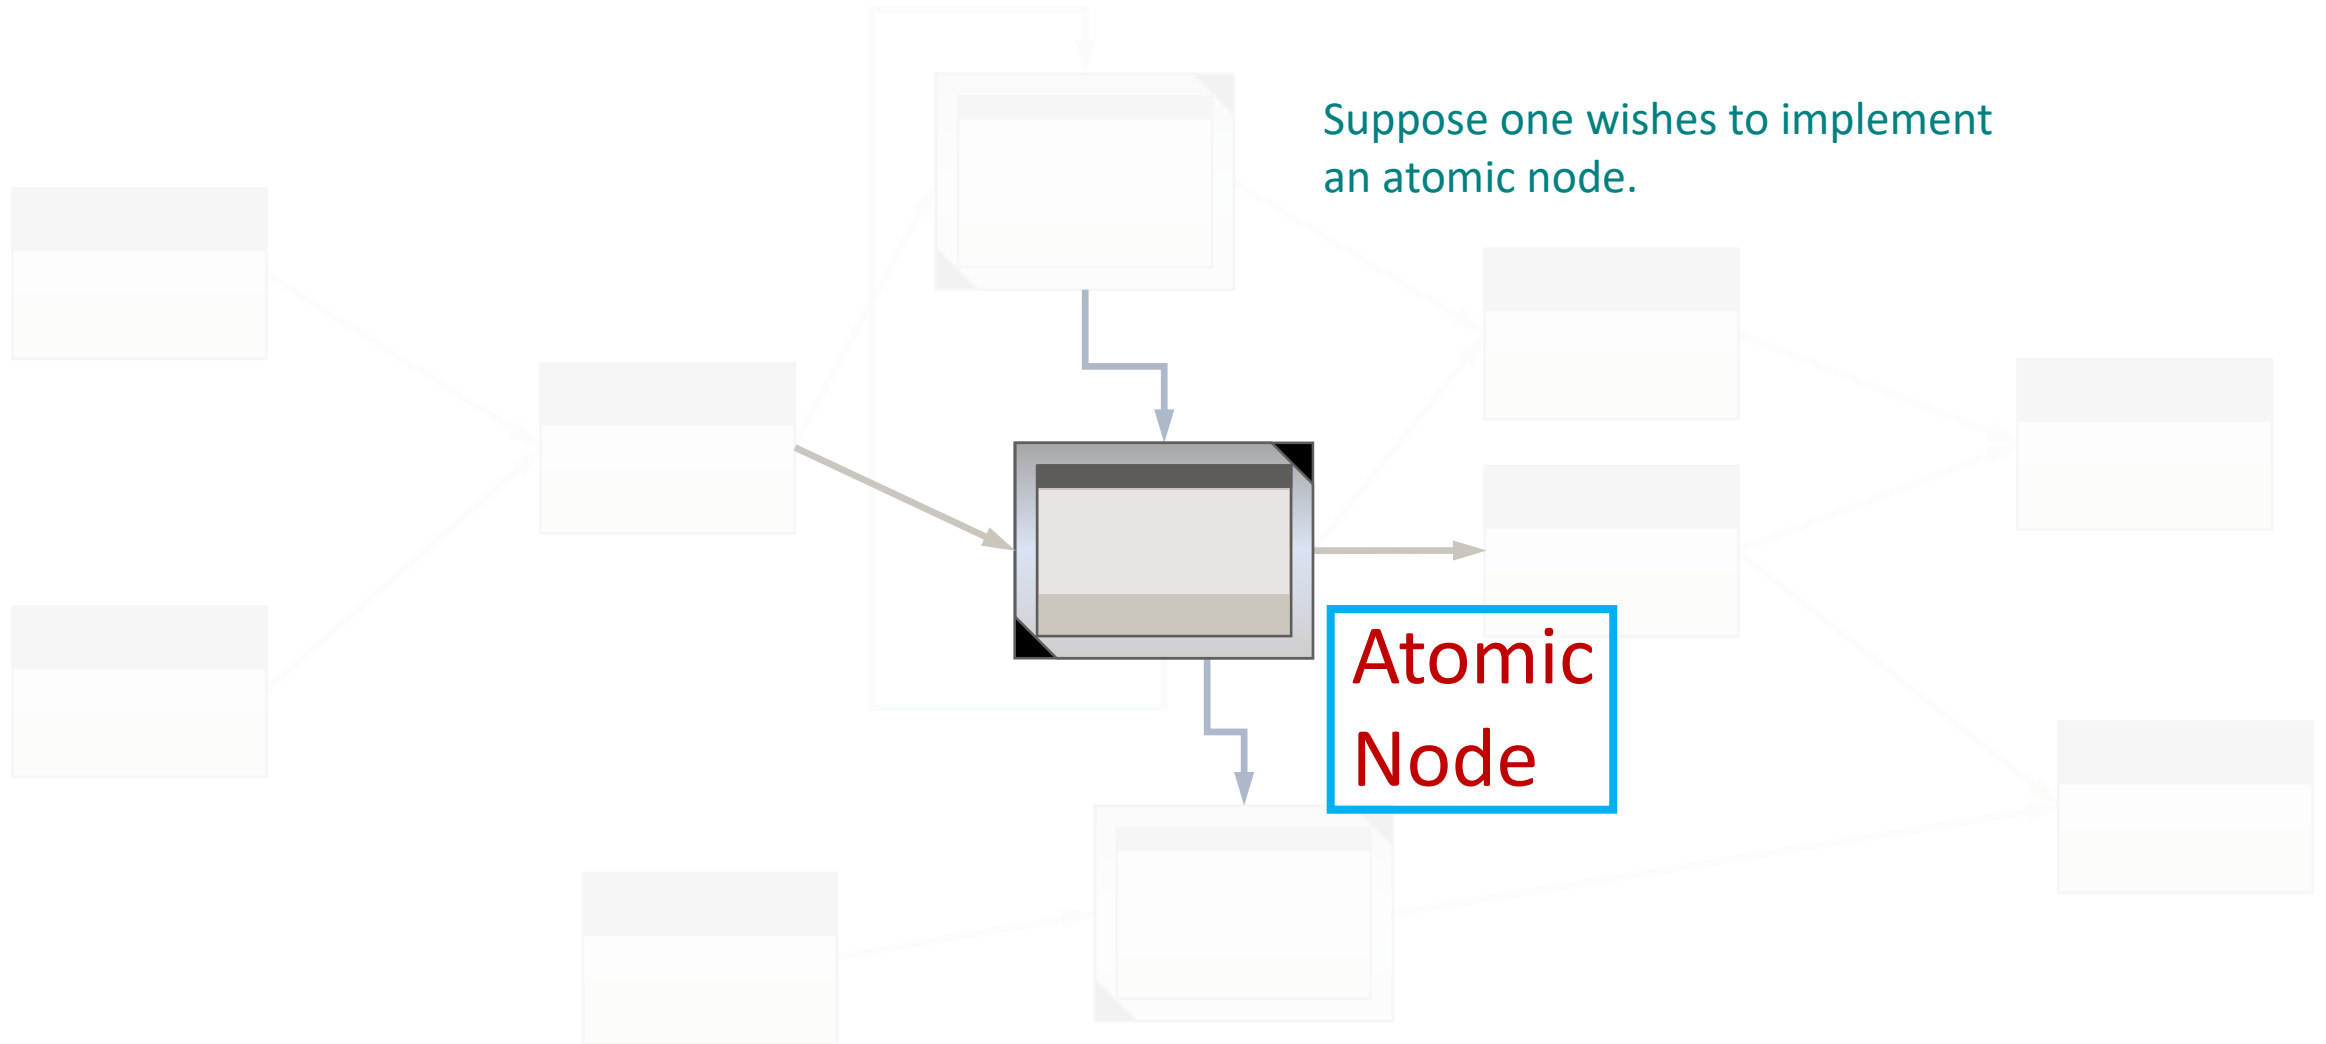 Suppose one wishes to implement
an atomic node.
Atomic
Node